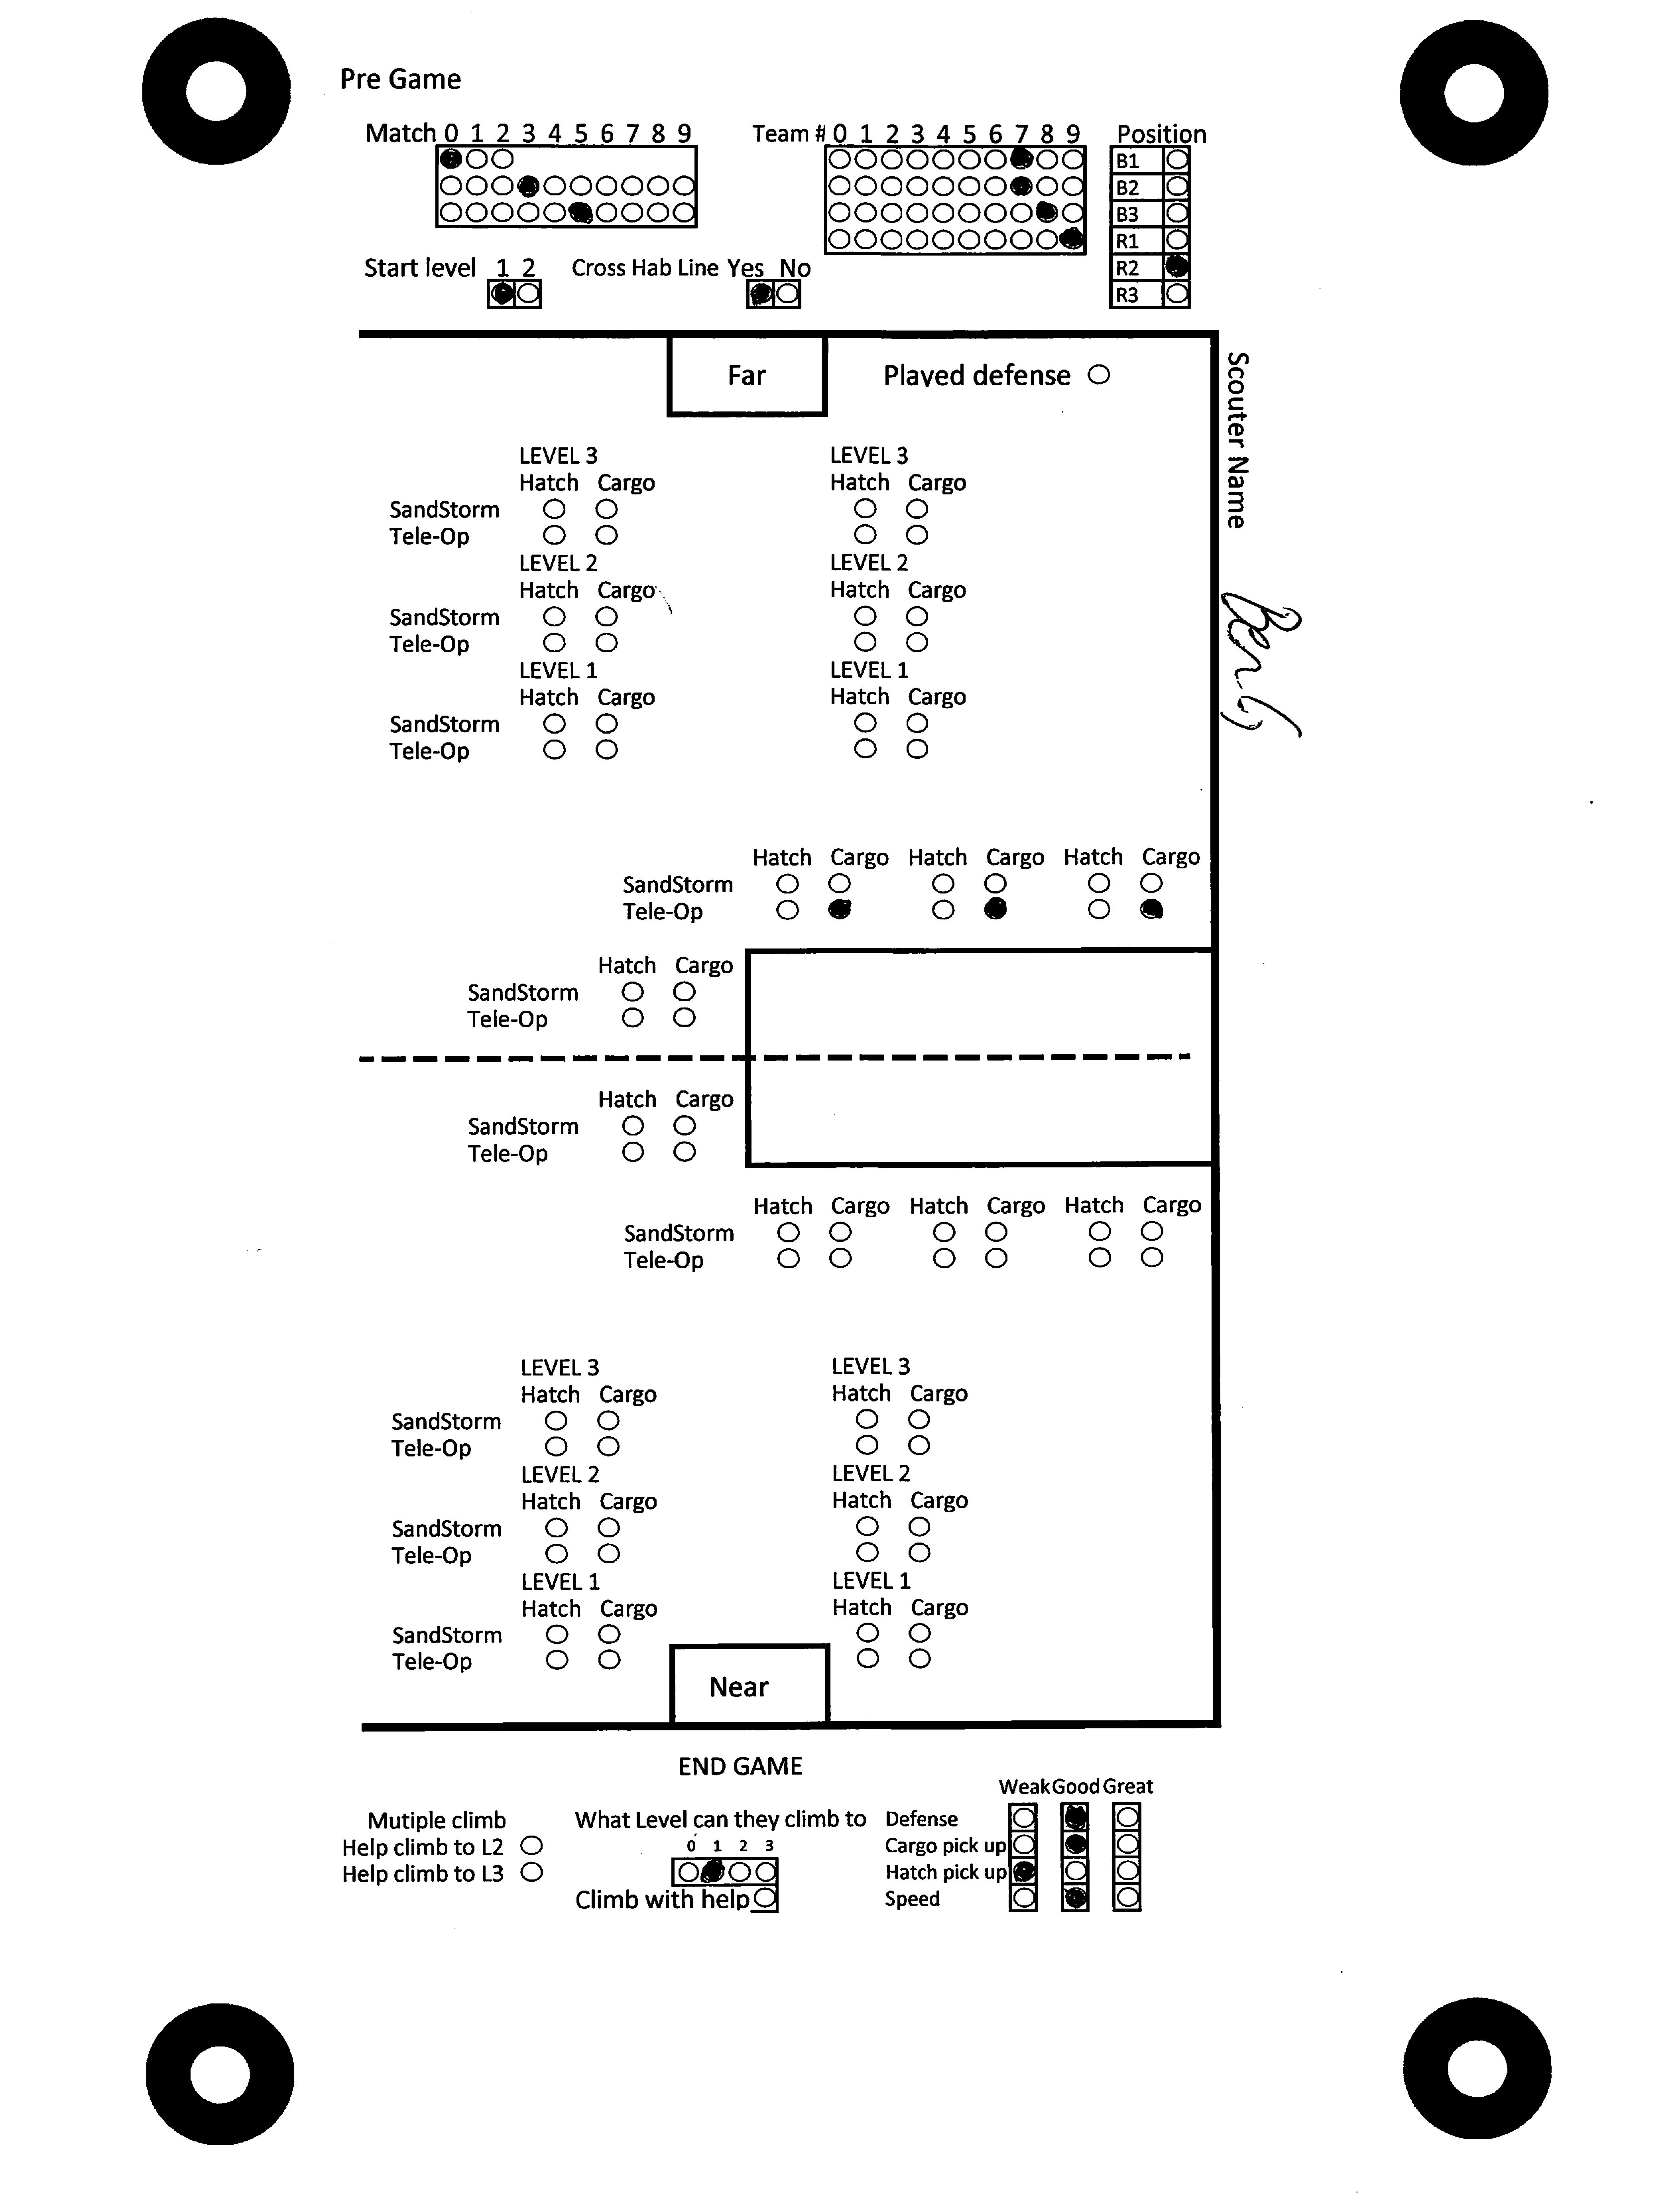 Pre Game
Match 0 1 2 3 4 5 6 7 8 9
Team # 0 1 2 3 4 5 6 7 8 9
Position
B1
B2
B3
R1
R2
R3
Start level 1 2
Cross Hab Line Yes No
Far
Played defense
Scouter Name
LEVEL 3 LEVEL 3
Hatch Cargo Hatch Cargo
SandStorm
Tele-Op
LEVEL 2 LEVEL 2
Hatch Cargo Hatch Cargo
SandStorm
Tele-Op
LEVEL 1 LEVEL 1
Hatch Cargo Hatch Cargo
SandStorm
Tele-Op
Hatch Cargo Hatch Cargo Hatch Cargo
SandStorm
Tele-Op
Hatch Cargo
SandStorm
Tele-Op
Hatch Cargo
SandStorm
Tele-Op
Hatch Cargo Hatch Cargo Hatch Cargo
SandStorm
Tele-Op
LEVEL 3 LEVEL 3
Hatch Cargo Hatch Cargo
SandStorm
Tele-Op
LEVEL 2 LEVEL 2
Hatch Cargo Hatch Cargo
SandStorm
Tele-Op
LEVEL 1 LEVEL 1
Hatch Cargo Hatch Cargo
SandStorm
Tele-Op
Near
END GAME
Mutiple climb
Help climb to L2
Help climb to L3
What Level can they climb to
0 1 2 3
Climb with help
Weak Good Great
Defense
Cargo pick up
Hatch pick up
Speed